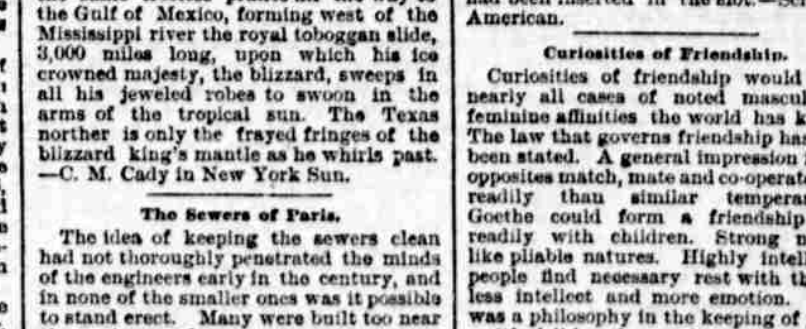 the Gulf of Mexico, forming west of the
Mississippi river the royal toboggan slide,
3,000 miles long, upon which his ice
crowned majesty, the blizzard, sweeps in
all his jeweled robes to swoon in the
arms of the tropical sun. The Texas
norther is only the frayed fringes of the
blizzard king's mantle as he whirls past.
—C. M. Cady in New York Sun.
The Sewers of Paris.
The idea of keeping the sewers clean
had not thoroughly penetrated the minds
of the engineers early in the century, and
in none of the smaller ones was it possible
to stand erect. Many were built too near
American.
Curiosities of Friendship.
Curiosities of friendship would
nearly all cases of noted
feminine affinities the world has
The law that governs friendship
been stated. A general impression
opposites match, mate and
readily than similar
Goethe could form a friendship
readily with children. Strong
like pliable natures. Highly
people find necessary rest with
less intellect and more emotion.
was a philosophy in the keeping of